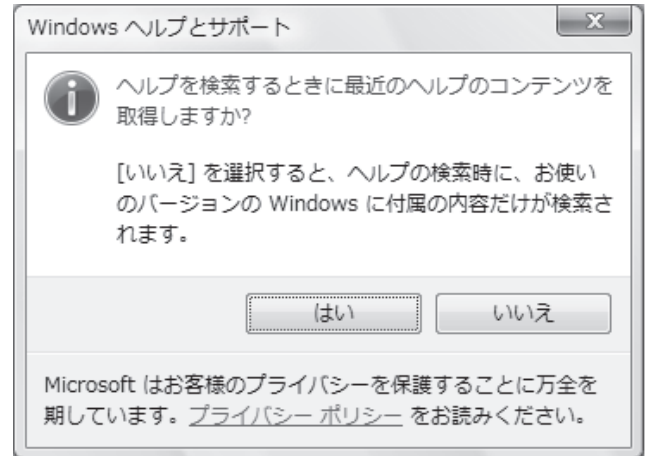 Windows ヘルプとサポート
ヘルプを検索するときに最近のヘルプのコンテンツを
取得しますか?
[いいえ] を選択すると、ヘルプの検索時に、お使い
のバージョンの Windows に付属の内容だけが検索さ
れます。
はい
いいえ
Microsoft はお客様のプライバシーを保護することに万全を
期しています。プライバシー ポリシー をお読みください。